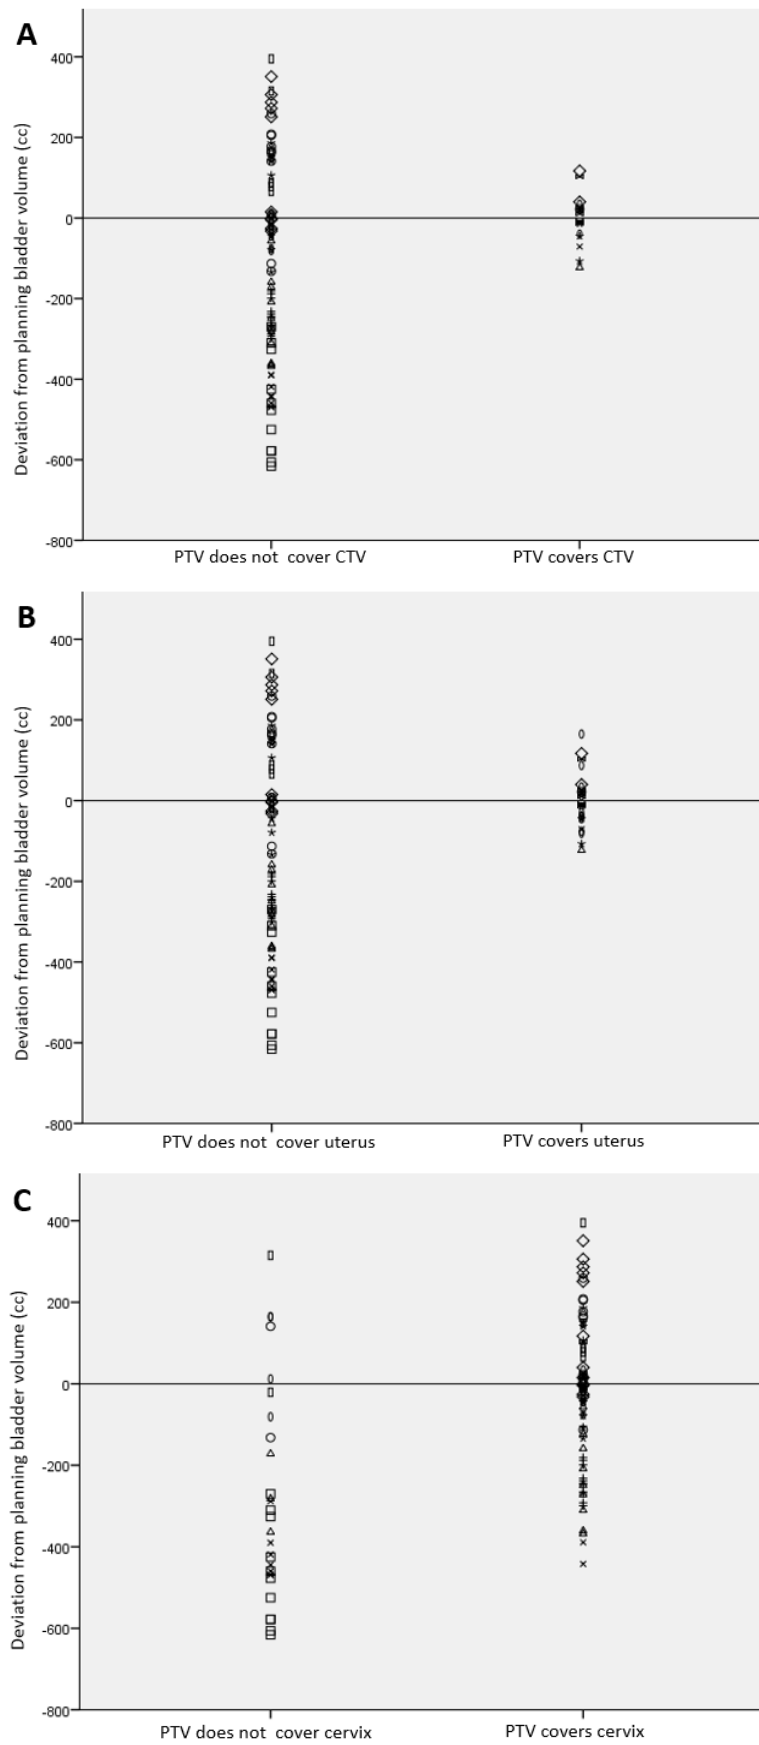 A
Deviation from planning bladder volume (cc)
400
200
0
-200
-400
-600
-800
PTV does not cover CTV
PTV covers CTV
B
Deviation from planning bladder volume (cc)
400
200
0
-200
-400
-600
-800
PTV does not cover uterus
PTV covers uterus
C
Deviation from planning bladder volume (cc)
400
200
0
-200
-400
-600
-800
PTV does not cover cervix
PTV covers cervix